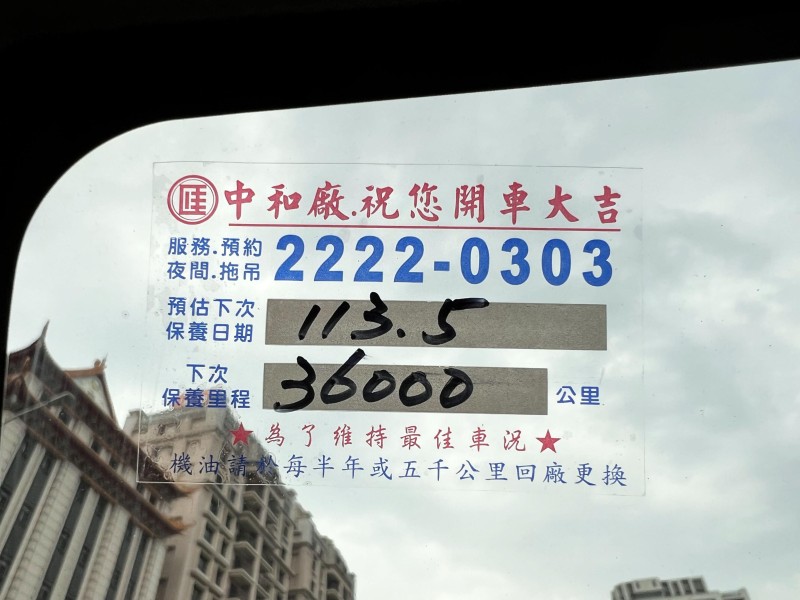 匯 中和廠.祝您開車大吉
服務.預約
夜間.拖吊
2222-0303
預估下次
保養日期
113.5
下次
保養里程
36000
公里
★為了維持最佳車況★
機油請於每半年或五千公里回廠更換